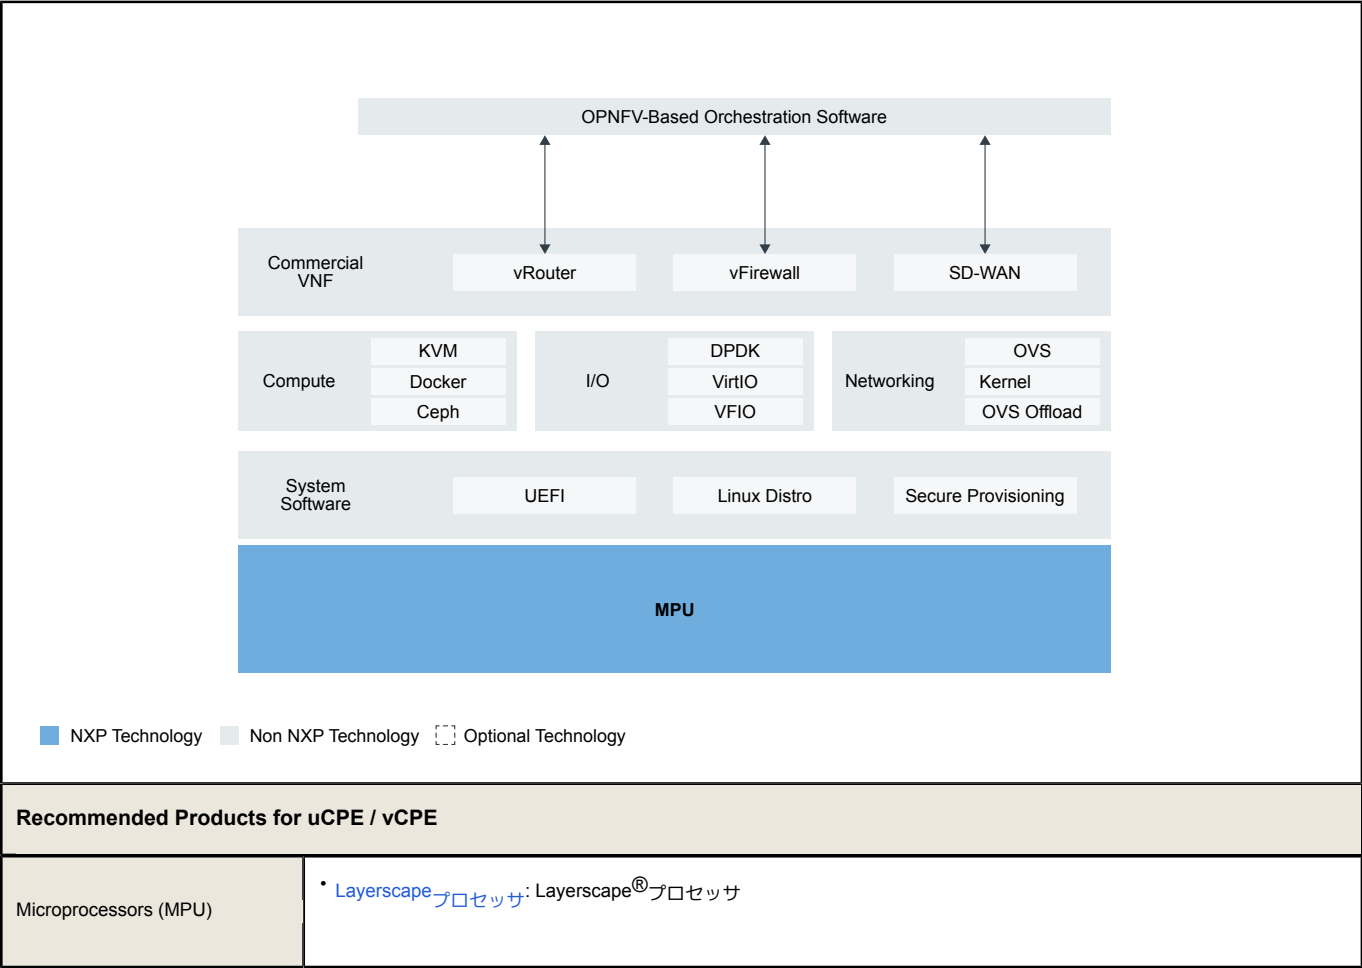 OPNFV-Based Orchestration Software
Commercial
VNF
vRouter
vFirewall
SD-WAN
Compute
KVM
Docker
Ceph
I/O
DPDK
VirtIO
VFIO
Networking
OVS
Kernel
OVS Offload
System
Software
UEFI
Linux Distro
Secure Provisioning
MPU
NXP Technology
Non NXP Technology
Optional Technology
Recommended Products for uCPE / vCPE
Microprocessors (MPU)
• Layerscapeプロセッサ: Layerscape®プロセッサ